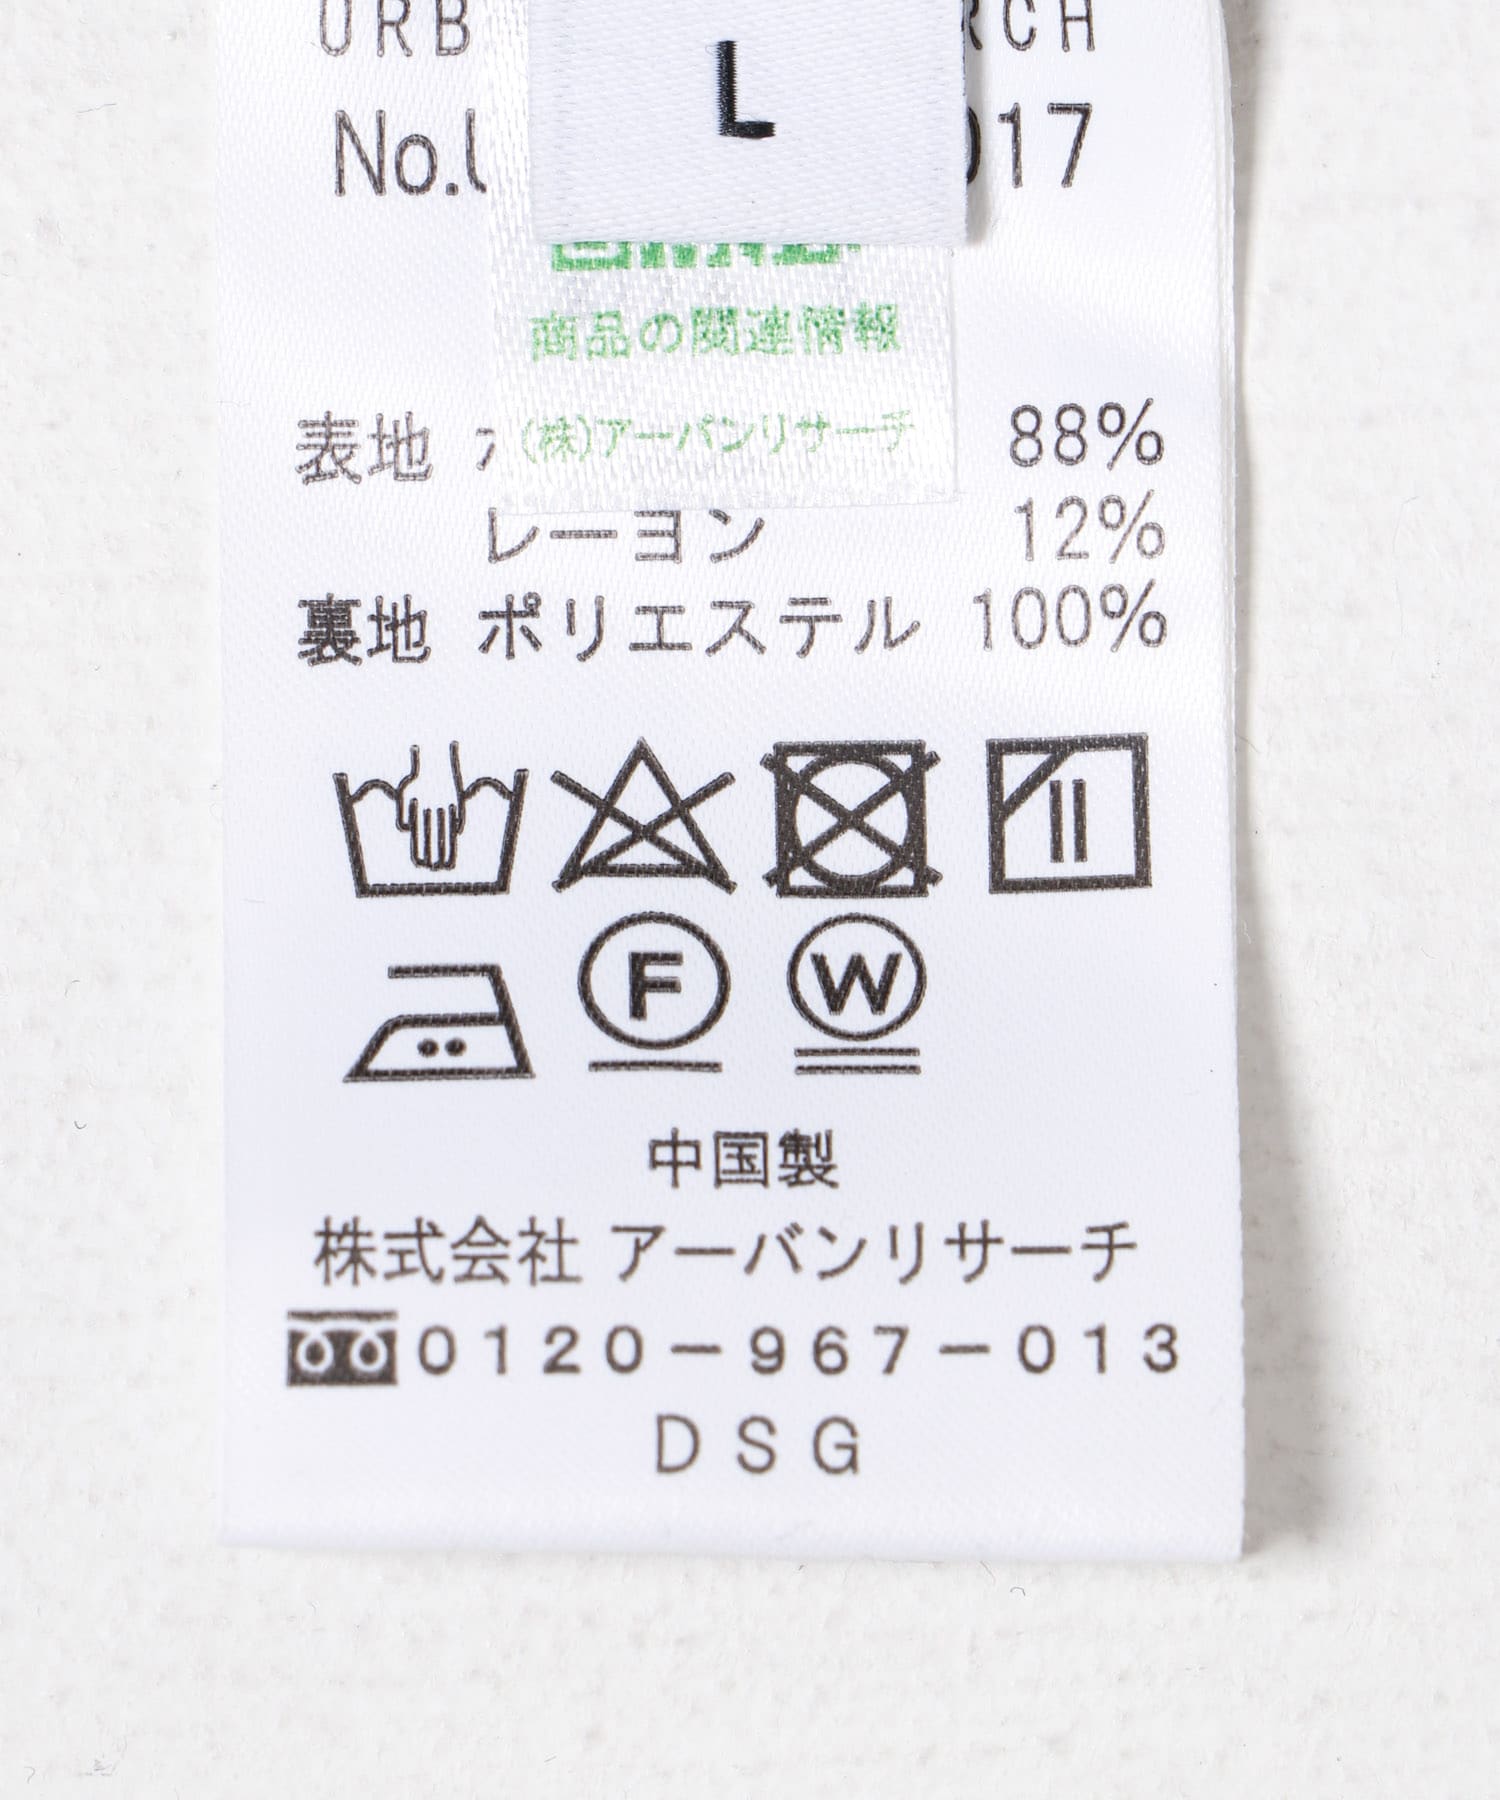 L
商品の関連情報
(株)アーバンリサーチ
表地 88%
レーヨン 12%
裏地 ポリエステル 100%
F W
中国製
株式会社 アーバンリサーチ
0120-967-013
DSG